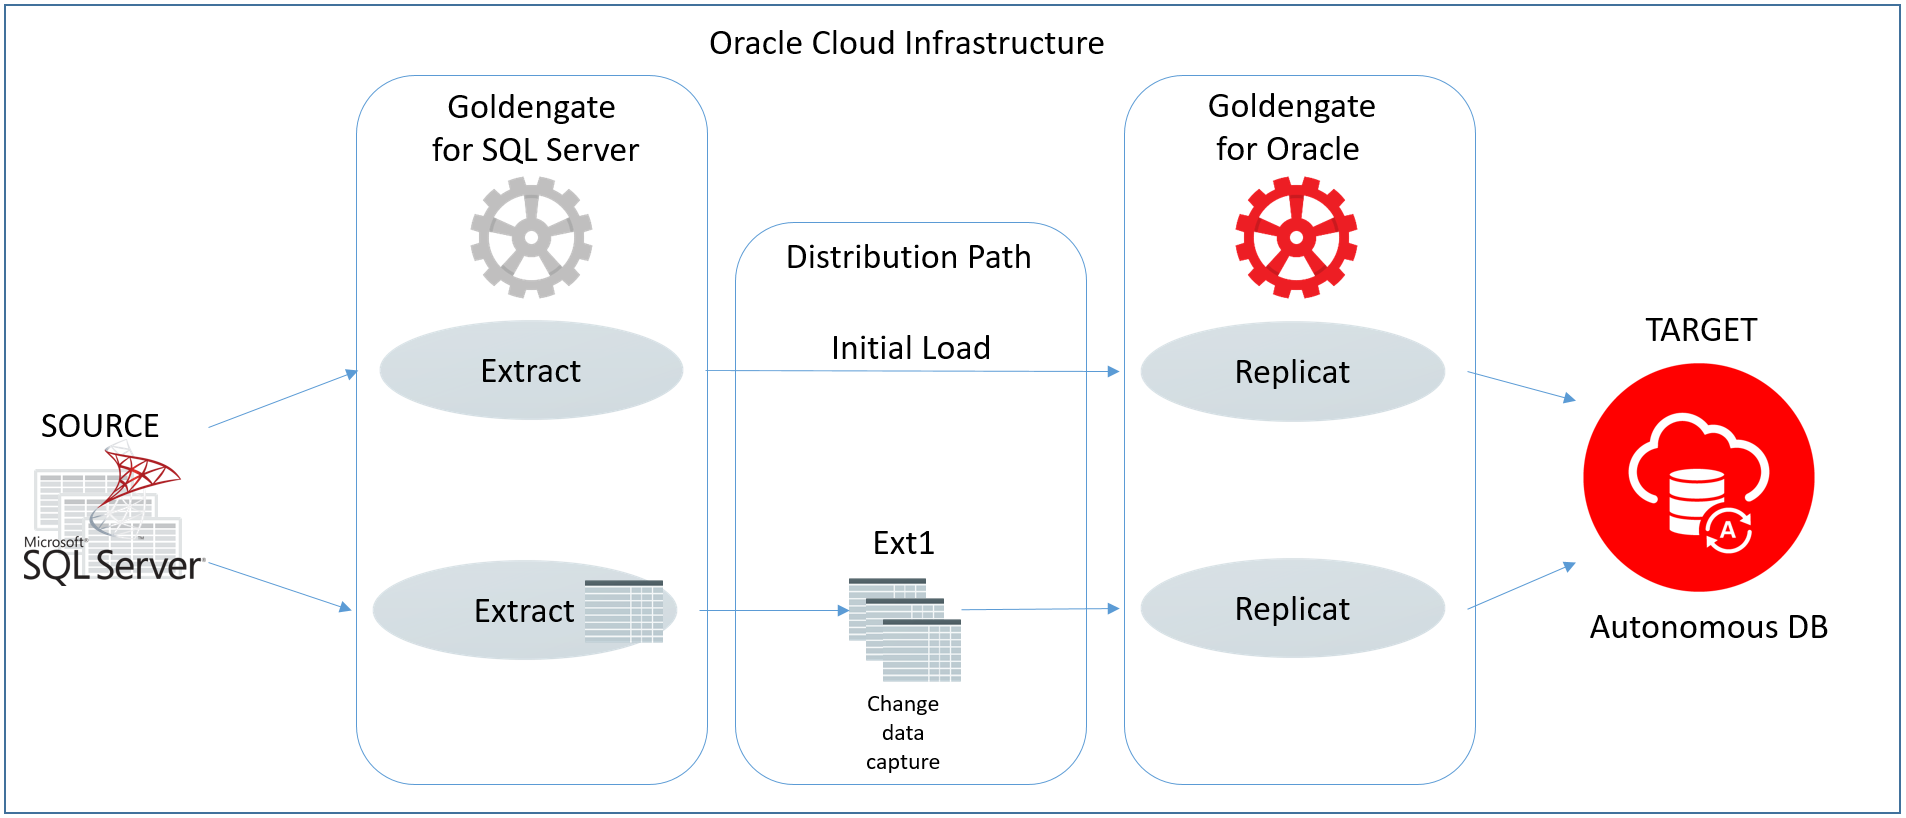 Oracle Cloud Infrastructure
Goldengate
for SQL Server
Goldengate
for Oracle
Distribution Path
Initial Load
Extract
Replicat
TARGET
SOURCE
Microsoft®
SQL Server®
™
Ext1
Extract
Replicat
A
Autonomous DB
Change
data
capture